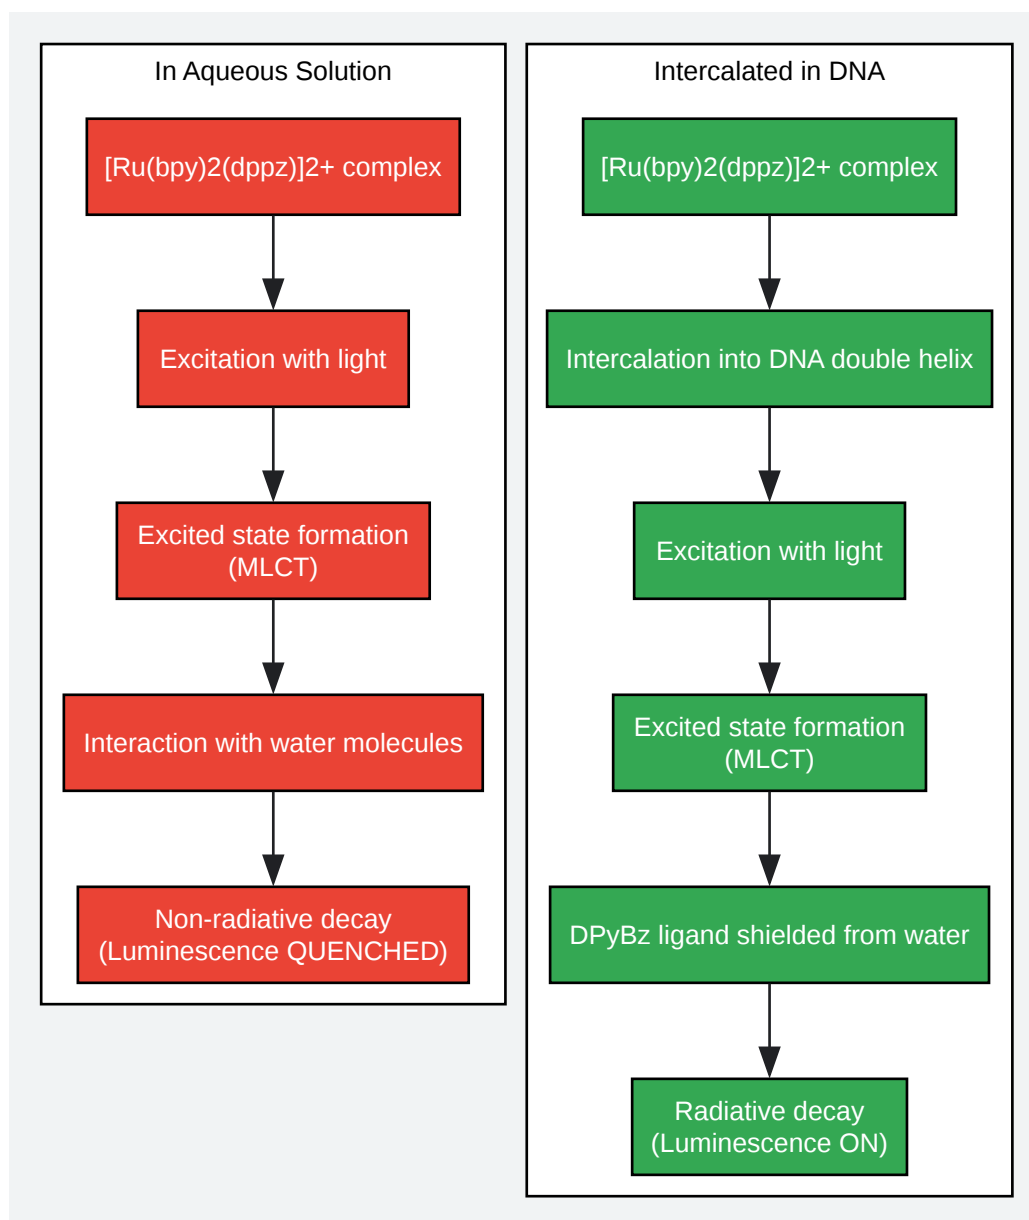 In Aqueous Solution
[Ru(bpy)2(dppz)]2+ complex
Excitation with light
Excited state formation
(MLCT)
Interaction with water molecules
Non-radiative decay
(Luminescence QUENCHED)
Intercalated in DNA
[Ru(bpy)2(dppz)]2+ complex
Intercalation into DNA double helix
Excitation with light
Excited state formation
(MLCT)
DPyBz ligand shielded from water
Radiative decay
(Luminescence ON)